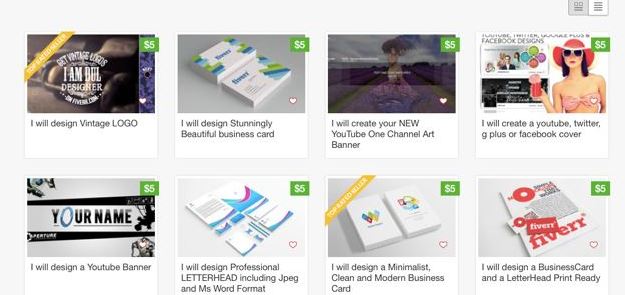 $5
$5
$5
$5
TOP RATED SELLER
GET VINTAGE LOGOS
I AM DUL
DESIGNER
ON FIVERR.COM
fiverr
YOUTUBE, TWITTER, GOOGLE PLUS &
FACEBOOK DESIGNS
I will design Vintage LOGO
I will design Stunningly
Beautiful business card
I will create your NEW
YouTube One Channel Art
Banner
I will create a youtube, twitter,
g plus or facebook cover
$5
$5
$5
$5
YOUR NAME
APERTURE
TOP RATED SELLER
fiverr
fiverr
I will design a Youtube Banner
I will design Professional
LETTERHEAD including Jpeg
and Ms Word Format
I will design a Minimalist,
Clean and Modern Business
Card
I will design a BusinessCard
and a LetterHead Print Ready